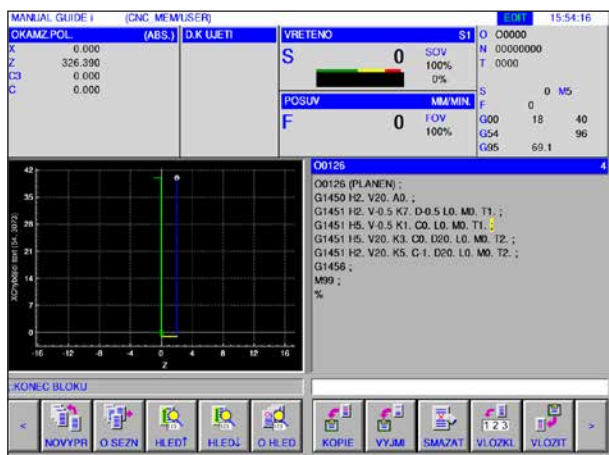 MANUAL GUIDE i (CNC MEM/USER) EDIT 15:54:16
OKAMZ.POL. (ABS.) D.K UJETI VRETENO S1 O O0000
X 0.000 N 00000000
Z 326.390 S 0 SOV T 0000
C3 0.000 100%
C 0.000 0%
S 0 M5
POSUV MM/MIN. F 0
F 0 FOV G00 18 40
100% G54 96
G95 69.1
O0126 4
O0126 (PLANEN) ;
G1450 H2. V20. A0. ;
G1451 H2. V-0.5 K7. D-0.5 L0. M0. T1. ;
G1451 H5. V-0.5 K1. C0. L0. M0. T1. ;
G1451 H5. V20. K3. C0. D20. L0. M0. T2. ;
G1451 H2. V20. K5. C-1. D20. L0. M0. T2. ;
G1456 ;
M99 ;
%
42
35
28
21
14
7
0
-16 -12 -8 -4 0 4 8 12 16
Z
;:KONEC BLOKU
< NOVYPR O SEZN HLED↑ HLED↓ O HLED KOPIE VYJMI SMAZAT VLOZKL VLOZIT >